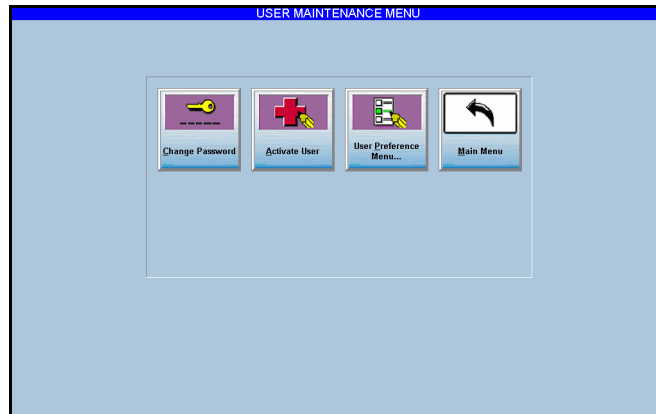 USER MAINTENANCE MENU
Change Password
Activate User
User Preference
Menu...
Main Menu